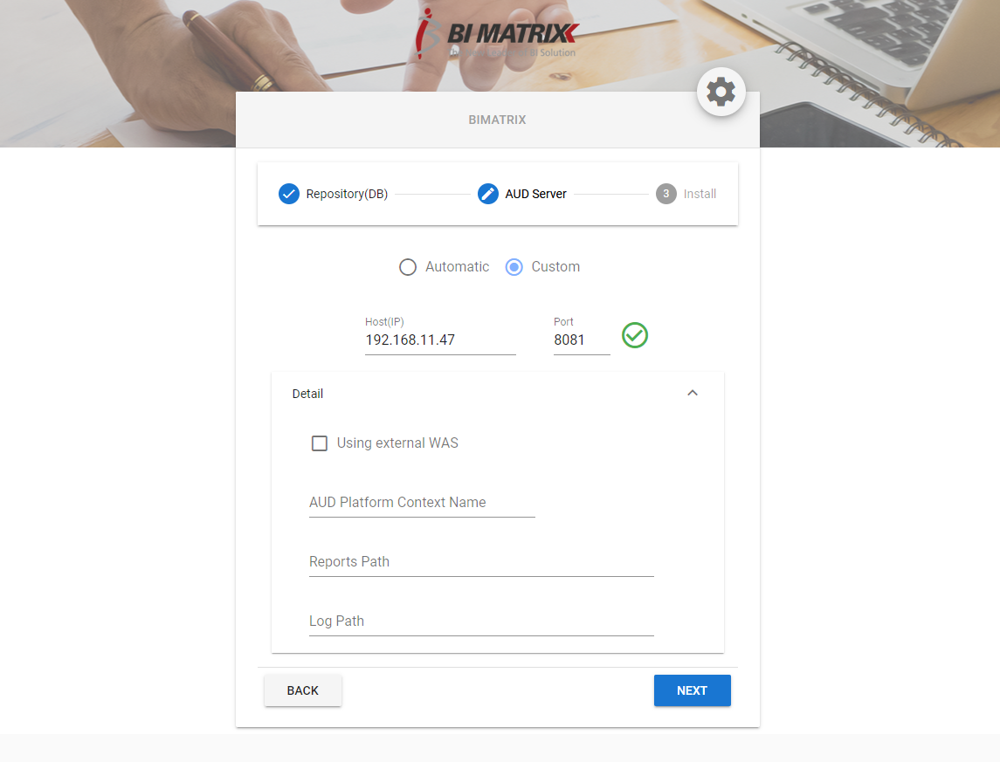 BI MATRIX
BI Solution
BIMATRIX
Repository(DB)
AUD Server
3 Install
Automatic
Custom
Host(IP)
Port
192.168.11.47
8081
Detail
Using external WAS
AUD Platform Context Name
Reports Path
Log Path
BACK
NEXT